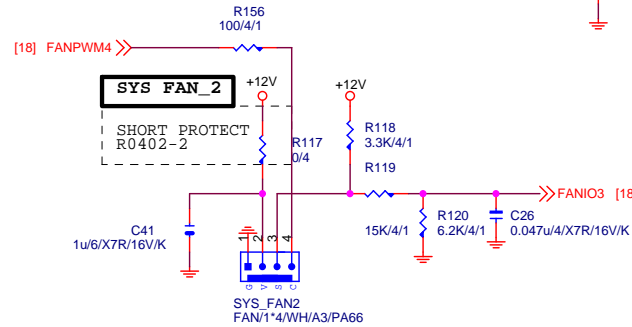 R156
100/4/1
[18] FANPWM4
SYS FAN_2
+12V
+12V
SHORT PROTECT
R0402-2
R117
0/4
R118
3.3K/4/1
R119
FANIO3 [18
C41
1u/6/X7R/16V/K
15K/4/1
R120
6.2K/4/1
C26
0.047u/4/X7R/16V/K
1 2 3 4
G V S C
SYS_FAN2
FAN/1*4/WH/A3/PA66